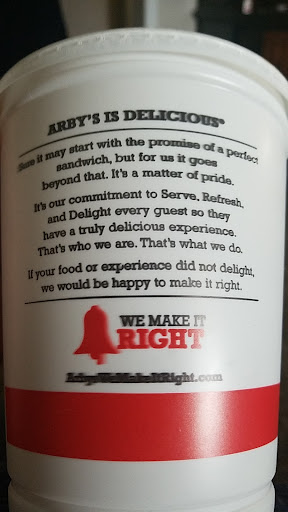 ARBY'S IS DELICIOUS®
Sure it may start with the promise of a perfect
sandwich, but for us it goes
beyond that. It's a matter of pride.
It's our commitment to Serve, Refresh,
and Delight every guest so they
have a truly delicious experience.
That's who we are. That's what we do.
If your food or experience did not delight,
we would be happy to make it right.
WE MAKE IT
RIGHT
ArbysWeMakeItRight.com